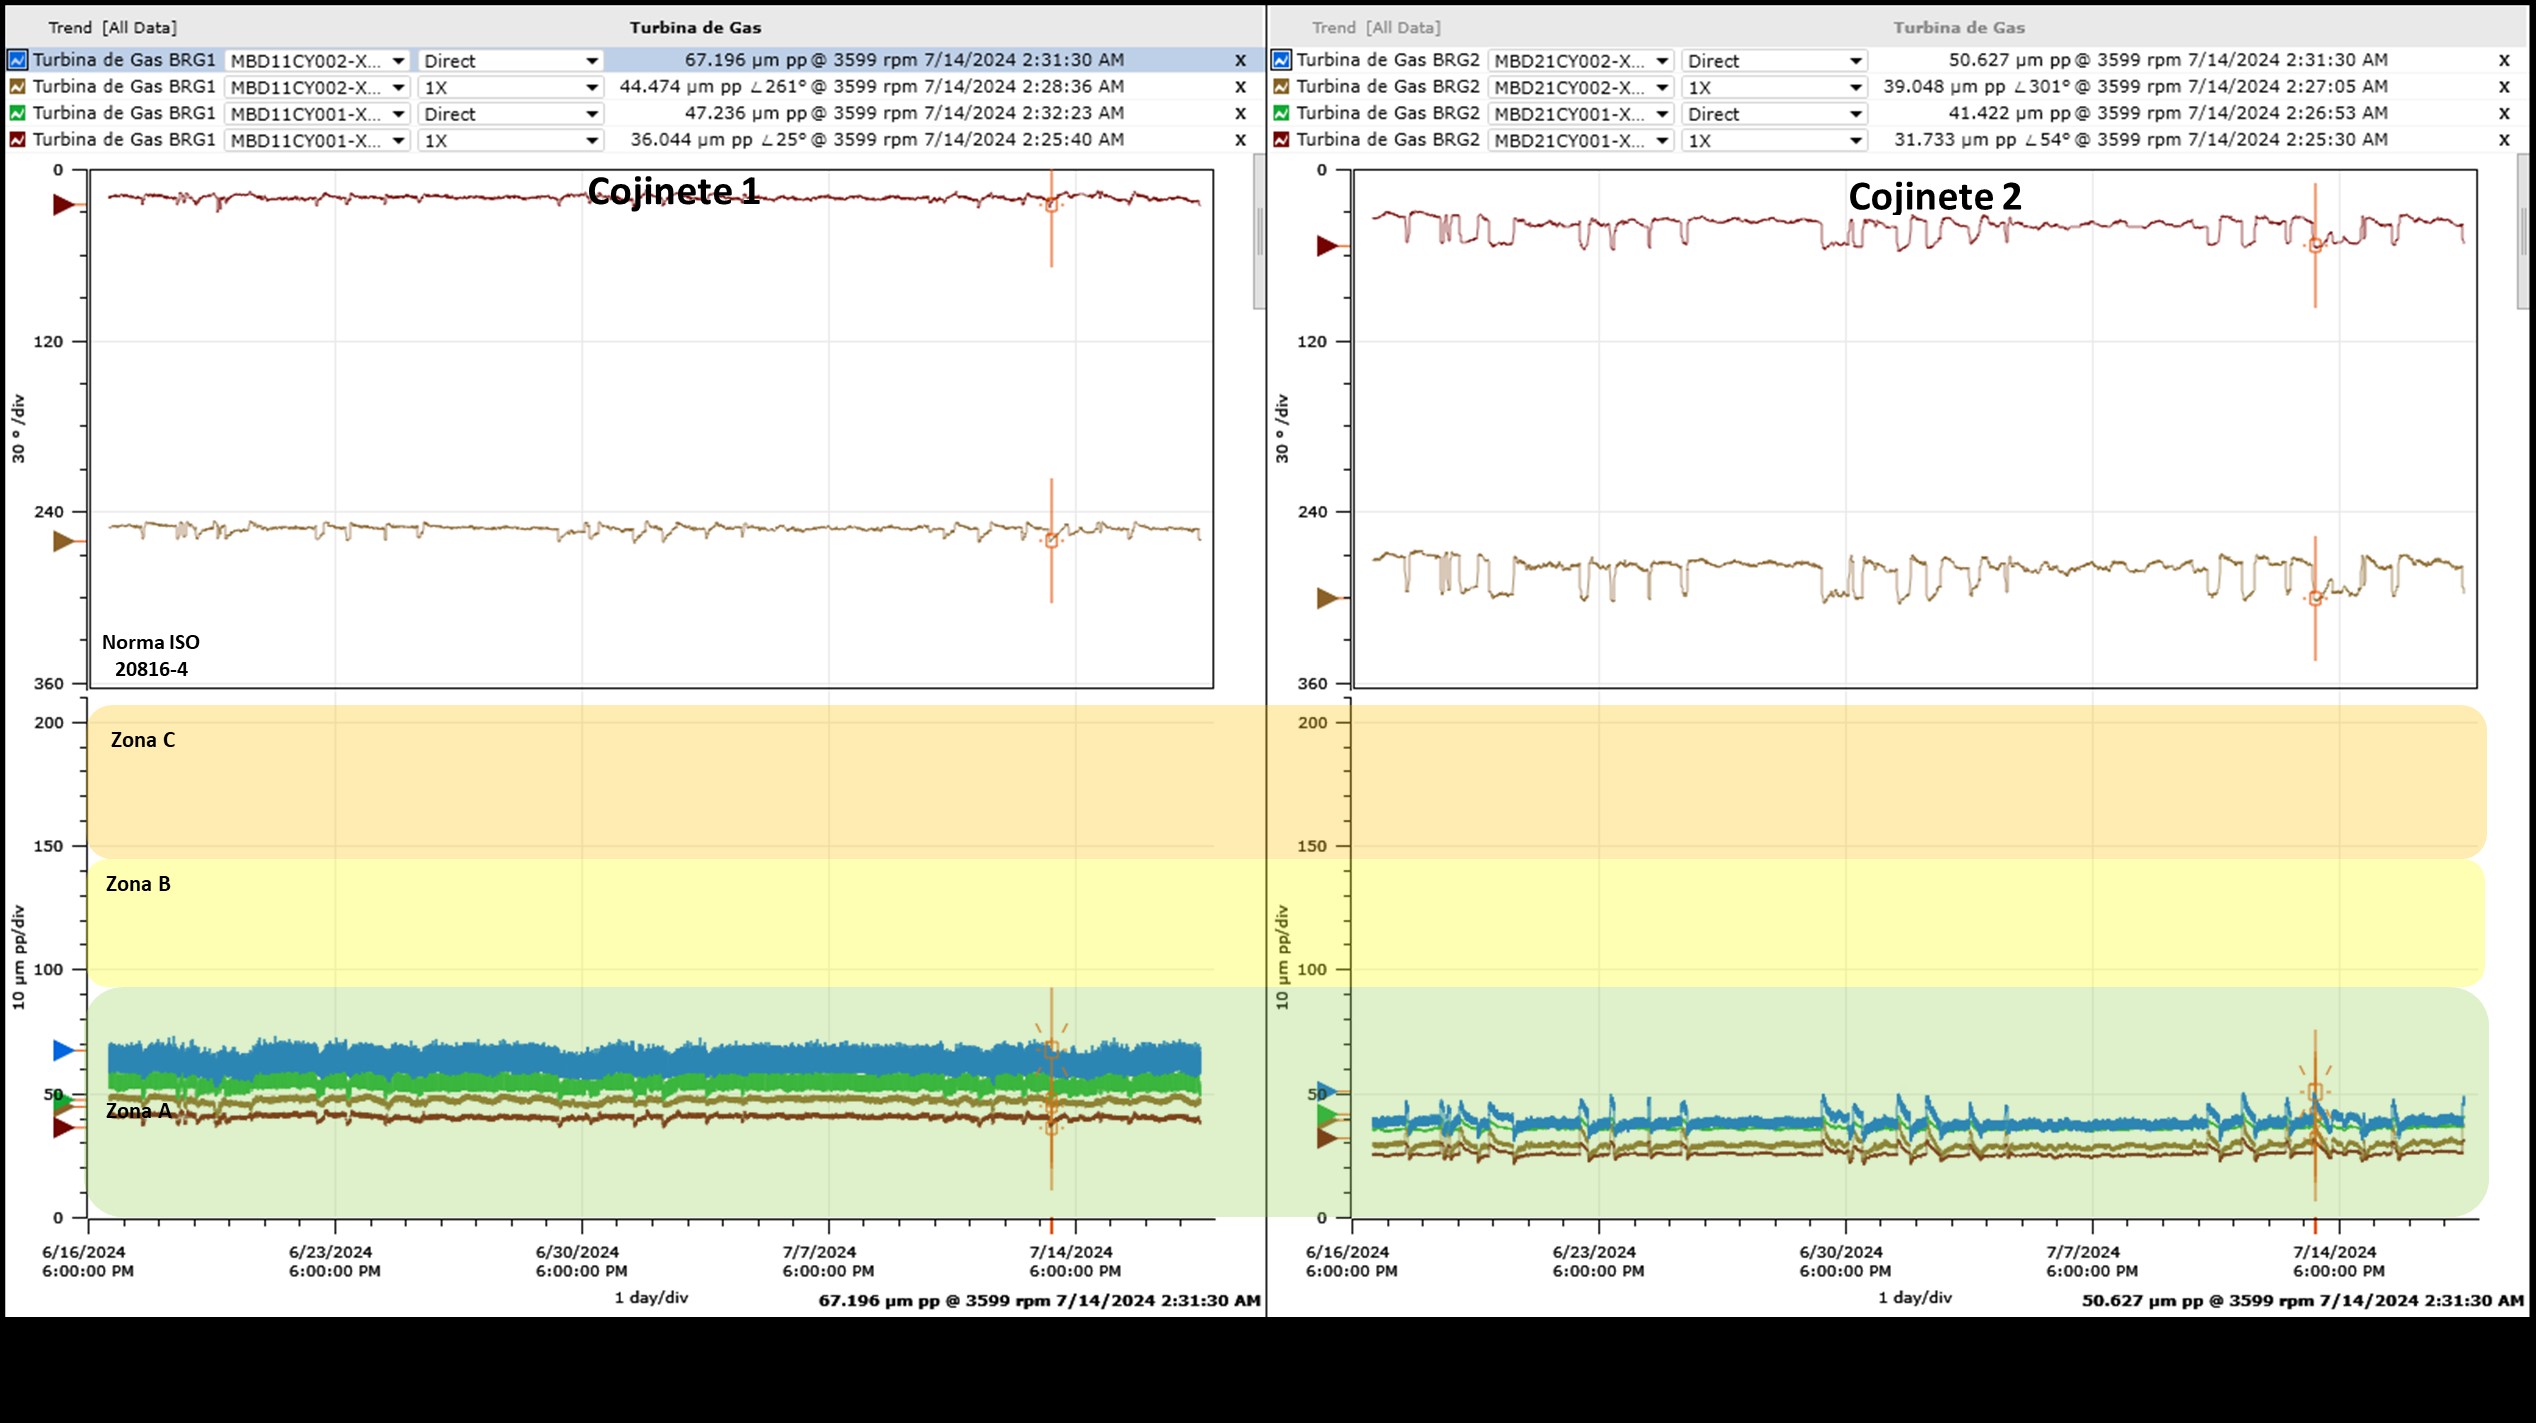 Trend [All Data] Turbina de Gas
Turbina de Gas BRG1 MBD11CY002-X... Direct 67.196 µm pp @ 3599 rpm 7/14/2024 2:31:30 AM X
Turbina de Gas BRG1 MBD11CY002-X... 1X 44.474 µm pp ∠261° @ 3599 rpm 7/14/2024 2:28:36 AM X
Turbina de Gas BRG1 MBD11CY001-X... Direct 47.236 µm pp @ 3599 rpm 7/14/2024 2:32:23 AM X
Turbina de Gas BRG1 MBD11CY001-X... 1X 36.044 µm pp ∠25° @ 3599 rpm 7/14/2024 2:25:40 AM X
Cojinete 1
0
120
240
360
30 ° /div
Norma ISO
20816-4
Zona C
Zona B
Zona A
200
150
100
50
0
10 µm pp/div
6/16/2024 6/23/2024 6/30/2024 7/7/2024 7/14/2024
6:00:00 PM 6:00:00 PM 6:00:00 PM 6:00:00 PM 6:00:00 PM
1 day/div 67.196 µm pp @ 3599 rpm 7/14/2024 2:31:30 AM
Trend [All Data] Turbina de Gas
Turbina de Gas BRG2 MBD21CY002-X... Direct 50.627 µm pp @ 3599 rpm 7/14/2024 2:31:30 AM X
Turbina de Gas BRG2 MBD21CY002-X... 1X 39.048 µm pp ∠301° @ 3599 rpm 7/14/2024 2:27:05 AM X
Turbina de Gas BRG2 MBD21CY001-X... Direct 41.422 µm pp @ 3599 rpm 7/14/2024 2:26:53 AM X
Turbina de Gas BRG2 MBD21CY001-X... 1X 31.733 µm pp ∠54° @ 3599 rpm 7/14/2024 2:25:30 AM X
Cojinete 2
0
120
240
360
30 ° /div
200
150
100
50
0
10 µm pp/div
6/16/2024 6/23/2024 6/30/2024 7/7/2024 7/14/2024
6:00:00 PM 6:00:00 PM 6:00:00 PM 6:00:00 PM 6:00:00 PM
1 day/div 50.627 µm pp @ 3599 rpm 7/14/2024 2:31:30 AM